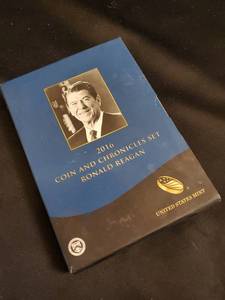 2016
COIN AND CHRONICLES SET
RONALD REAGAN
UNITED STATES MINT